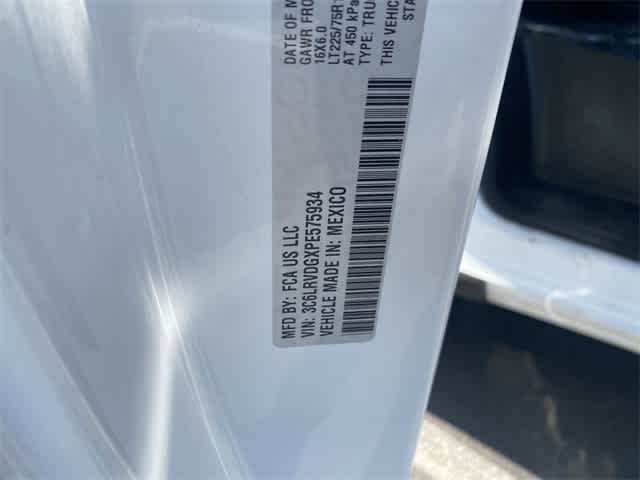 MFD BY: FCA US LLC
VIN: 3C6LRVDGXPE575934
VEHICLE MADE IN: MEXICO
DATE OF M
GAWR FRO
16X6.0
LT225/75R1
AT 450 kPa
TYPE: TRU
THIS VEHIC
STA